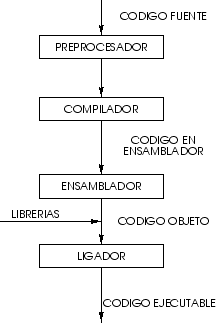 CODIGO FUENTE
PREPROCESADOR
COMPILADOR
CODIGO EN
ENSAMBLADOR
ENSAMBLADOR
LIBRERIAS
CODIGO OBJETO
LIGADOR
CODIGO EJECUTABLE